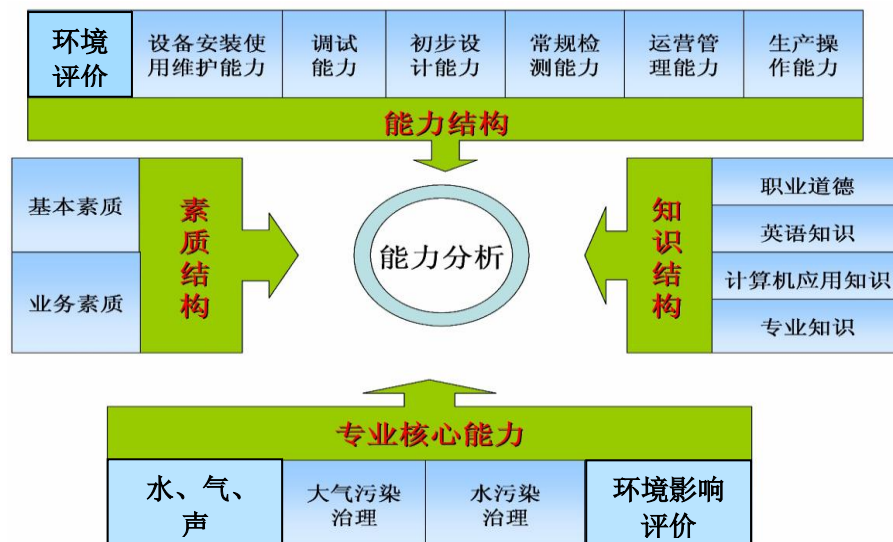 环境
评价
设备安装使
用维护能力
调试
能力
初步设
计能力
常规检
测能力
运营管
理能力
生产操
作能力
能力结构
基本素质
业务素质
素质结构
能力分析
知识结构
职业道德
英语知识
计算机应用知识
专业知识
专业核心能力
水、气、
声
大气污染
治理
水污染
治理
环境影响
评价